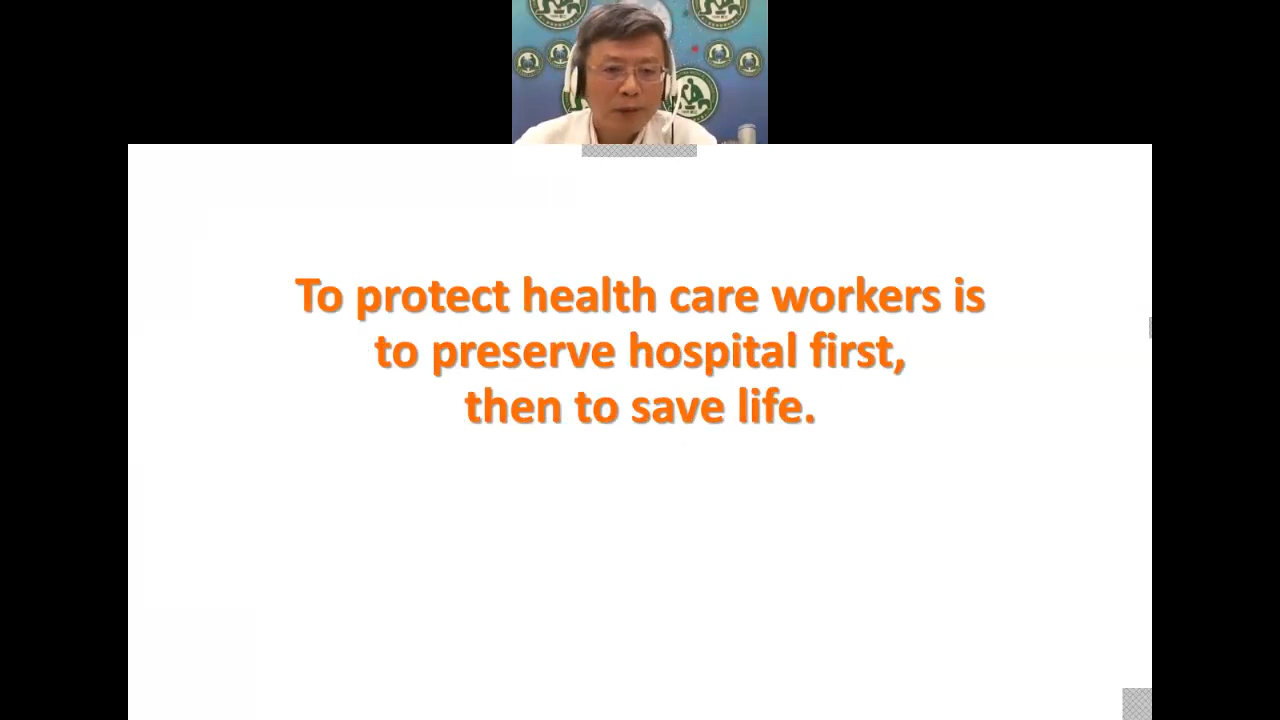 To protect health care workers is
to preserve hospital first,
then to save life.